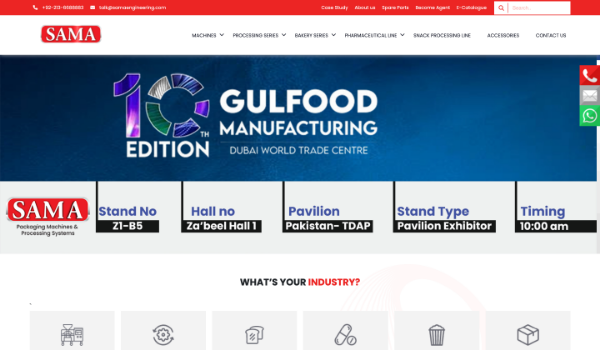 +92-313-8888882 talk@samaengineering.com Case Study About us Spare Parts Become Agent E-Catalogue Search
SAMA
MACHINES PROCESSING SERIES BAKERY SERIES PHARMACEUTICAL LINE SNACK PROCESSING LINE ACCESSORIES CONTACT US
10TH EDITION
GULFOOD
MANUFACTURING
DUBAI WORLD TRADE CENTRE
SAMA
Packaging Machines &
Processing Systems
Stand No Hall no Pavilion Stand Type Timing
Z1-B5 Za'beel Hall 1 Pakistan- TDAP Pavilion Exhibitor 10:00 am
WHAT'S YOUR INDUSTRY?